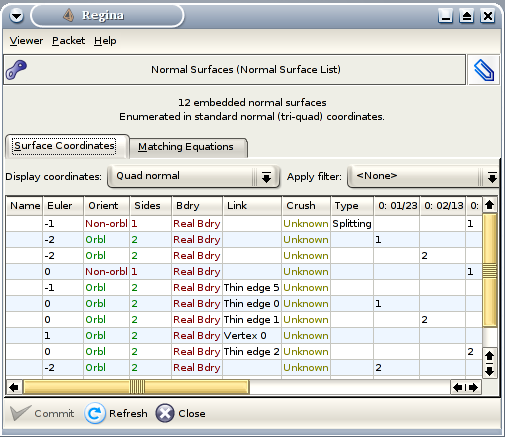 Regina
Viewer Packet Help
Normal Surfaces (Normal Surface List)
12 embedded normal surfaces
Enumerated in standard normal (tri-quad) coordinates.
Surface Coordinates Matching Equations
Display coordinates: Quad normal Apply filter: <None>
Name Euler Orient Sides Bdry Link Crush Type 0: 01/23 0: 02/13 0:
-1 Non-orbl 1 Real Bdry Unknown Splitting 1
-2 Orbl 2 Real Bdry Unknown 1
-2 Orbl 2 Real Bdry Unknown 2
0 Non-orbl 1 Real Bdry Unknown 1
-1 Orbl 2 Real Bdry Thin edge 5 Unknown
0 Orbl 2 Real Bdry Thin edge 0 Unknown 1
0 Orbl 2 Real Bdry Thin edge 1 Unknown 2
1 Orbl 2 Real Bdry Vertex 0 Unknown
0 Orbl 2 Real Bdry Thin edge 2 Unknown 2
-2 Orbl 2 Real Bdry Unknown 2
Commit Refresh Close